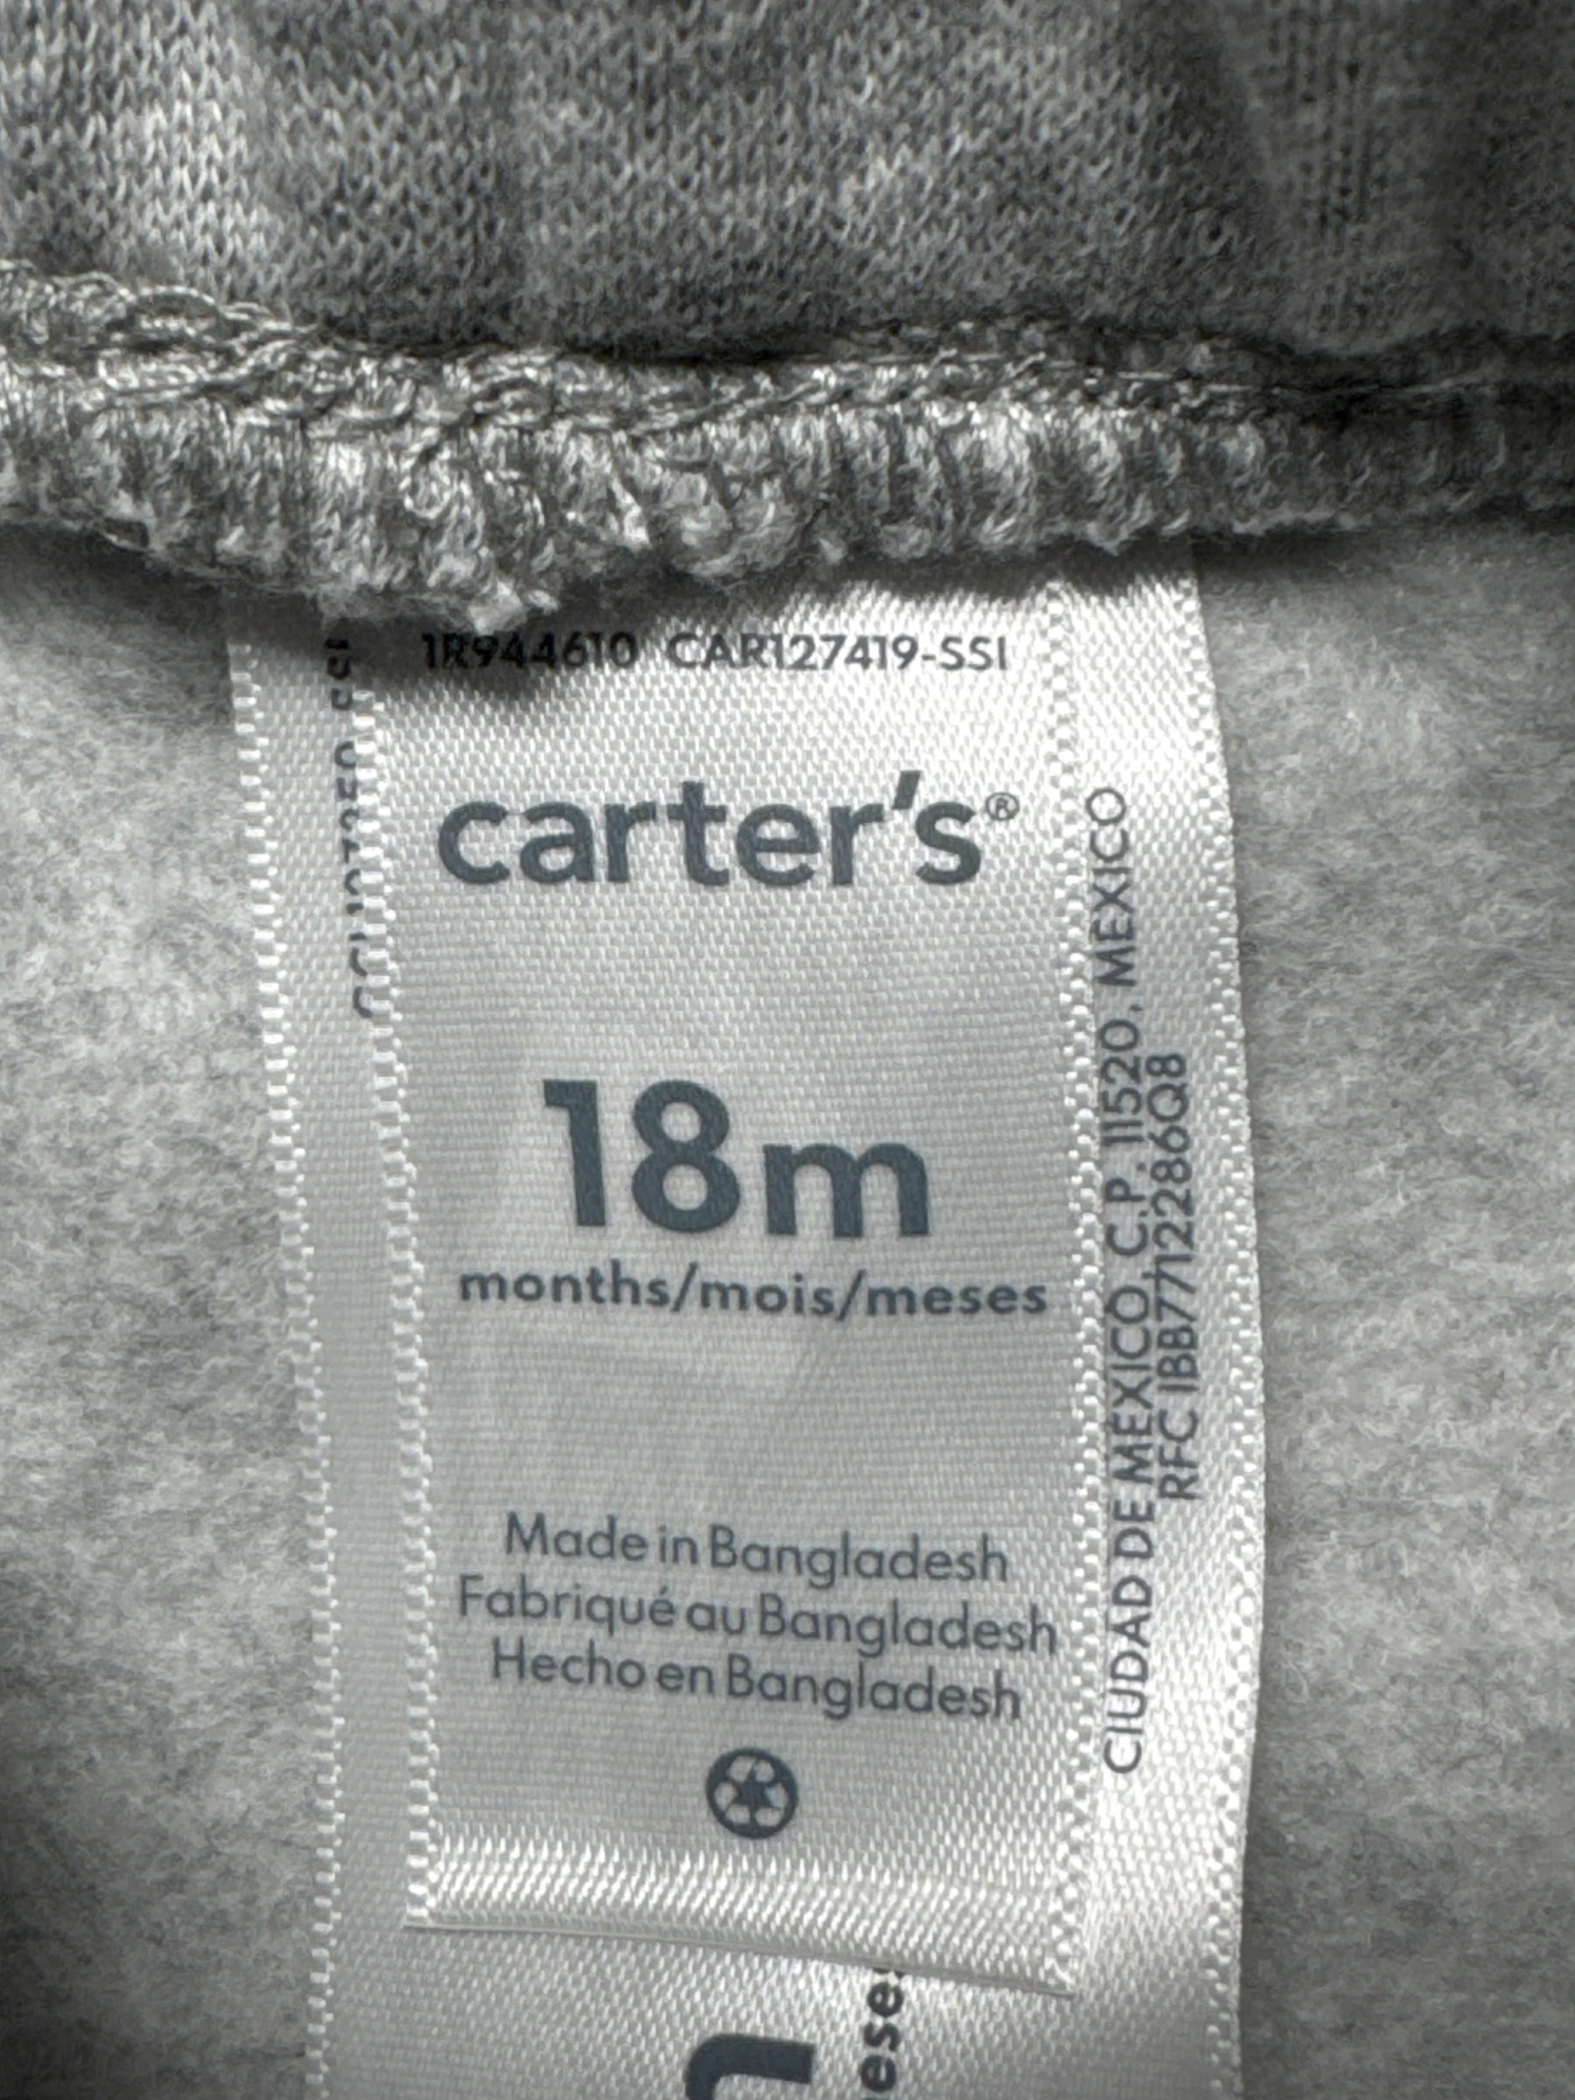 1R944610 CAR127419-SSI
carter's®
18m
months/mois/meses
Made in Bangladesh
Fabriqué au Bangladesh
Hecho en Bangladesh
CIUDAD DE MEXICO, C.P. 11520, MEXICO
RFC IBB7712286Q8